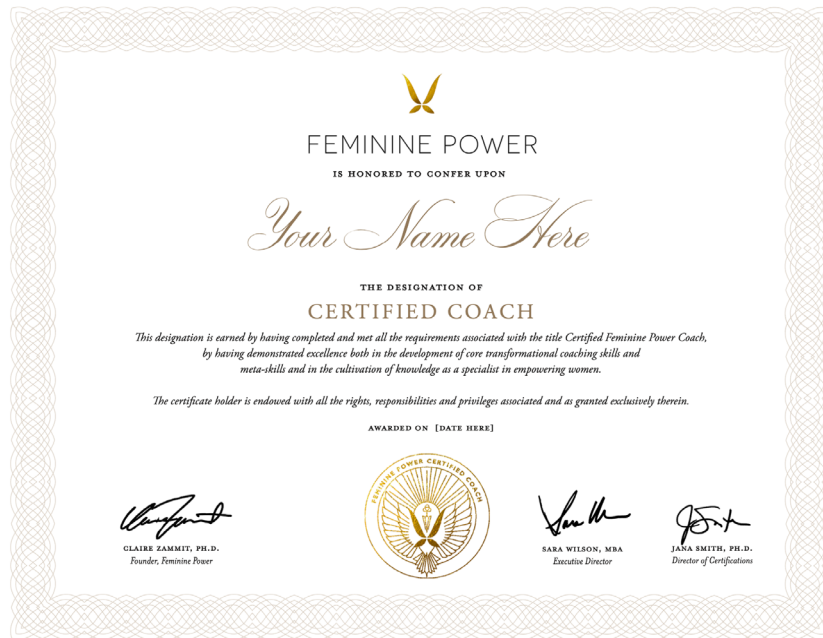 FEMININE POWER
IS HONORED TO CONFER UPON
Your Name Here
THE DESIGNATION OF
CERTIFIED COACH
This designation is earned by having completed and met all the requirements associated with the title Certified Feminine Power Coach,
by having demonstrated excellence both in the development of core transformational coaching skills and
meta-skills and in the cultivation of knowledge as a specialist in empowering women.
The certificate holder is endowed with all the rights, responsibilities and privileges associated and as granted exclusively therein.
AWARDED ON [DATE HERE]
FEMININE POWER CERTIFIED COACH
CLAIRE ZAMMIT, PH.D.
Founder, Feminine Power
SARA WILSON, MBA
Executive Director
JANA SMITH, PH.D.
Director of Certifications